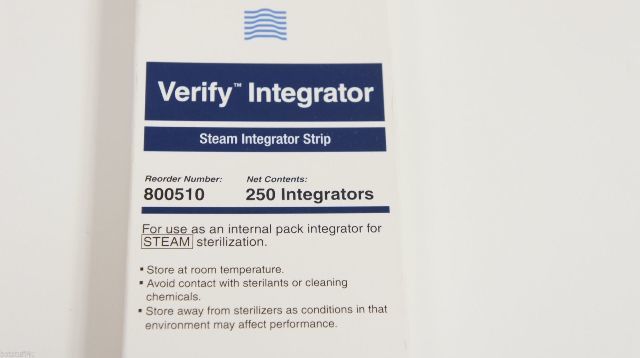 Verify™ Integrator
Steam Integrator Strip
Reorder Number: Net Contents:
800510 250 Integrators
For use as an internal pack integrator for
STEAM sterilization.
▪ Store at room temperature.
▪ Avoid contact with sterilants or cleaning
chemicals.
▪ Store away from sterilizers as conditions in that
environment may affect performance.